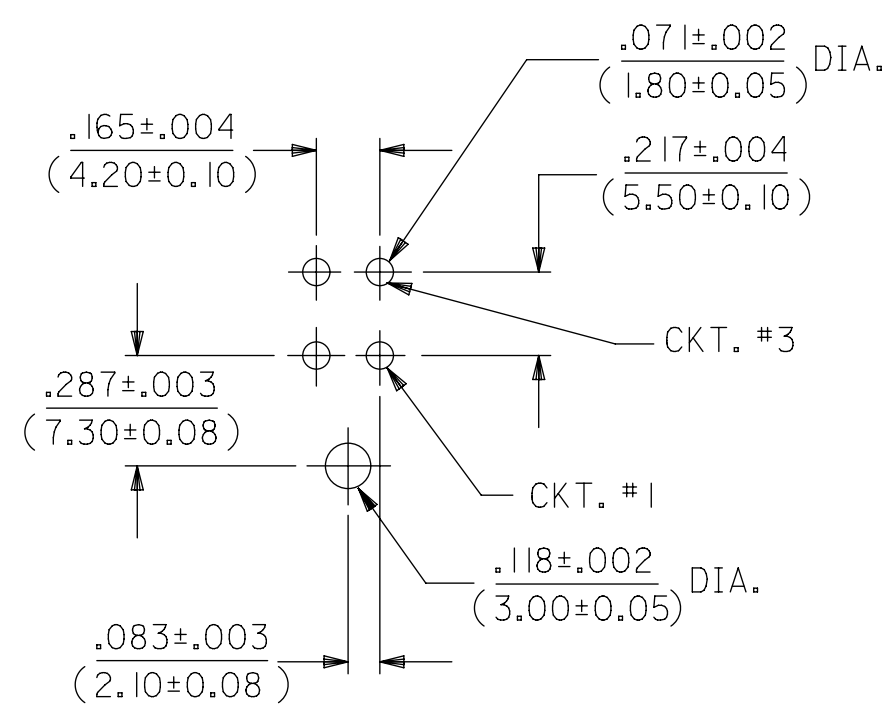 .071±.002
(1.80±0.05) DIA.
.165±.004
(4.20±0.10)
.217±.004
(5.50±0.10)
CKT. #3
.287±.003
(7.30±0.08)
CKT. #1
.118±.002
(3.00±0.05) DIA.
.083±.003
(2.10±0.08)